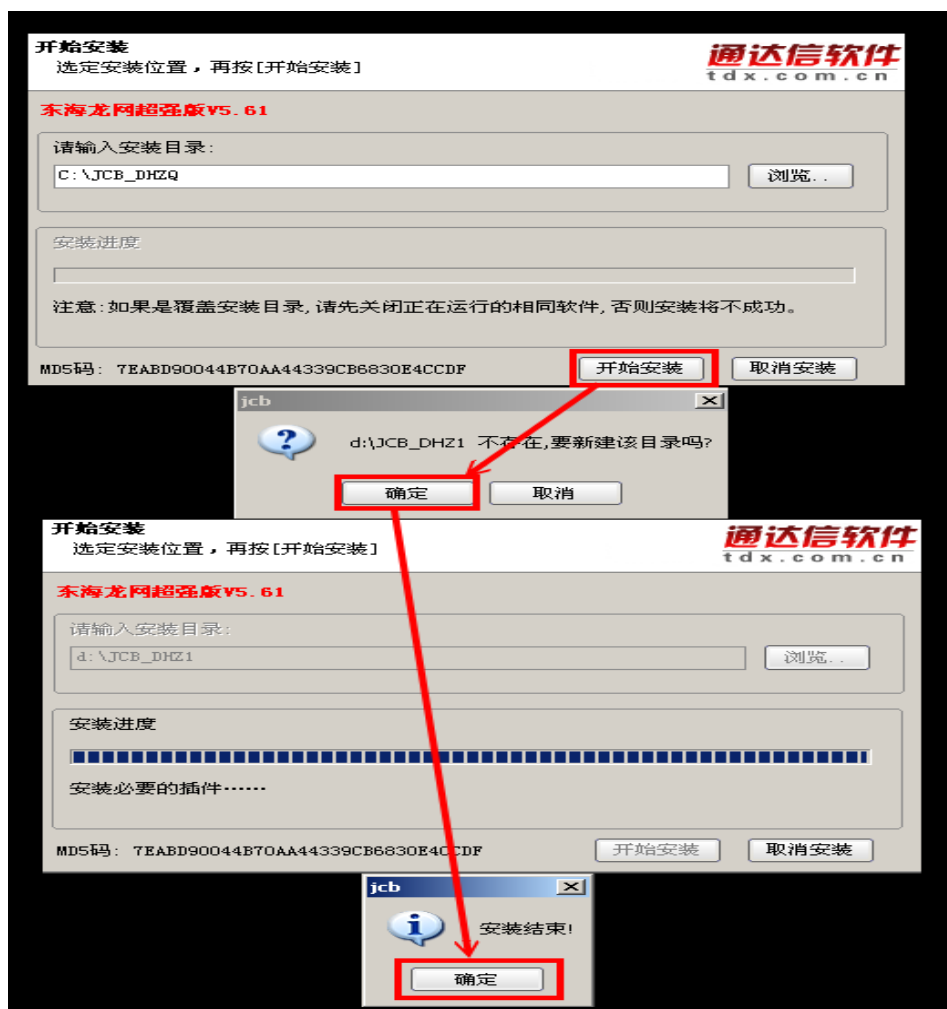 开始安装
选定安装位置，再按[开始安装]
通达信软件
tdx.com.cn
东海龙网超强版V5.61
请输入安装目录:
C:\JCB_DHZQ
浏览..
安装进度
注意:如果是覆盖安装目录,请先关闭正在运行的相同软件,否则安装将不成功。
MD5码: 7EABD90044B70AA44339CB6830E4CCDF
开始安装
取消安装
jcb
d:\JCB_DHZ1 不存在,要新建该目录吗?
确定
取消
开始安装
选定安装位置，再按[开始安装]
通达信软件
tdx.com.cn
东海龙网超强版V5.61
请输入安装目录:
d:\JCB_DHZ1
浏览..
安装进度
安装必要的插件……
MD5码: 7EABD90044B70AA44339CB6830E4CCDF
开始安装
取消安装
jcb
安装结束!
确定